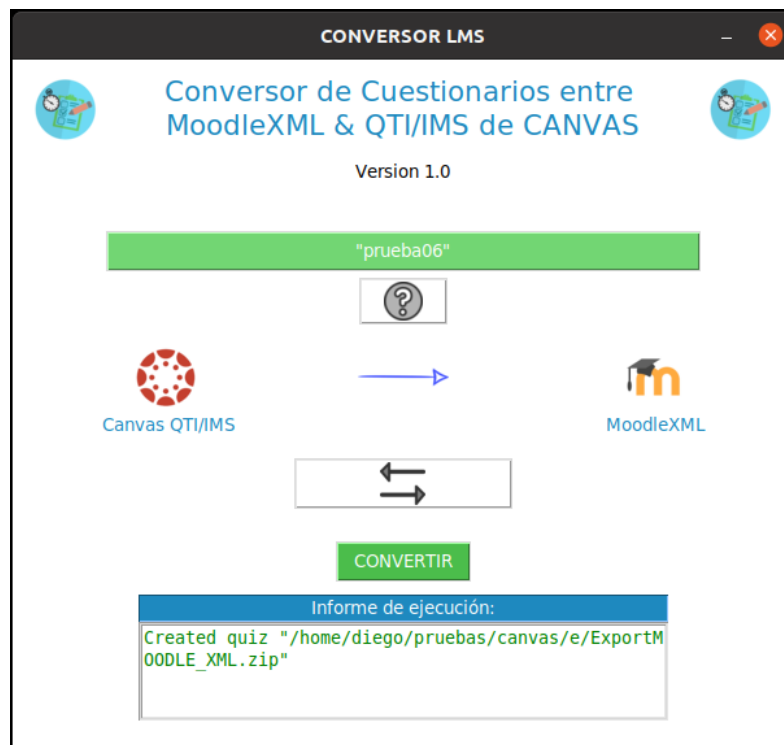 CONVERSOR LMS
Conversor de Cuestionarios entre
MoodleXML & QTI/IMS de CANVAS
Version 1.0
"prueba06"
Canvas QTI/IMS
MoodleXML
CONVERTIR
Informe de ejecución:
Created quiz "/home/diego/pruebas/canvas/e/ExportM
OODLE_XML.zip"